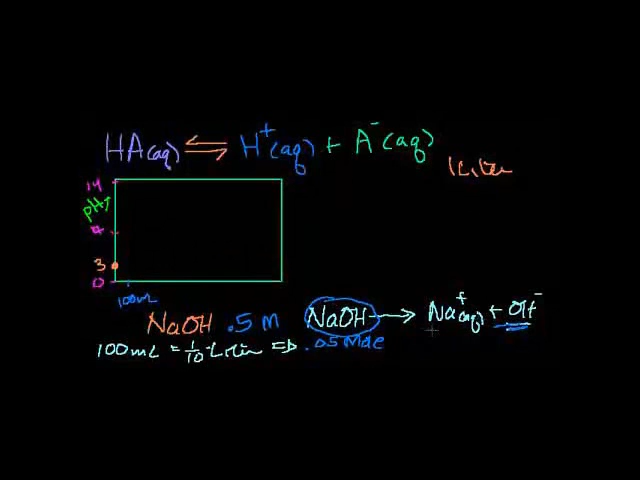 HA(aq) ⇌ H⁺(aq) + A⁻(aq)
1 Liter
14
pH↑
7
3
0
100mL
NaOH .5 M NaOH → Na⁺(aq) + OH⁻
100mL = 1/10 Liter ⇒ .05 Mole